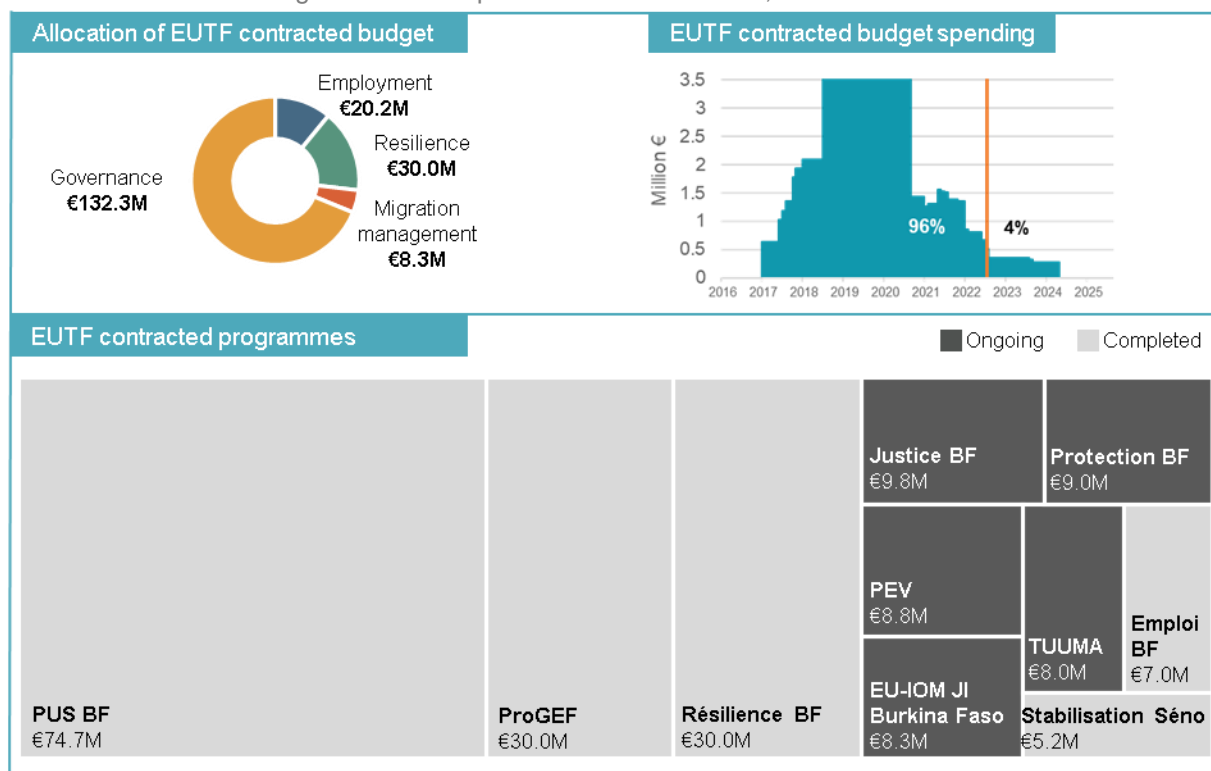 Allocation of EUTF contracted budget
Employment
€20.2M
Resilience
€30.0M
Governance
€132.3M
Migration
management
€8.3M
EUTF contracted budget spending
Million €
3.5
3
2.5
2
1.5
1
0.5
0
96%
4%
2016 2017 2018 2019 2020 2021 2022 2023 2024 2025
EUTF contracted programmes
Ongoing
Completed
PUS BF
€74.7M
ProGEF
€30.0M
Résilience BF
€30.0M
Justice BF
€9.8M
Protection BF
€9.0M
PEV
€8.8M
TUUMA
€8.0M
Emploi
BF
€7.0M
EU-IOM JI
Burkina Faso
€8.3M
Stabilisation Séno
€5.2M